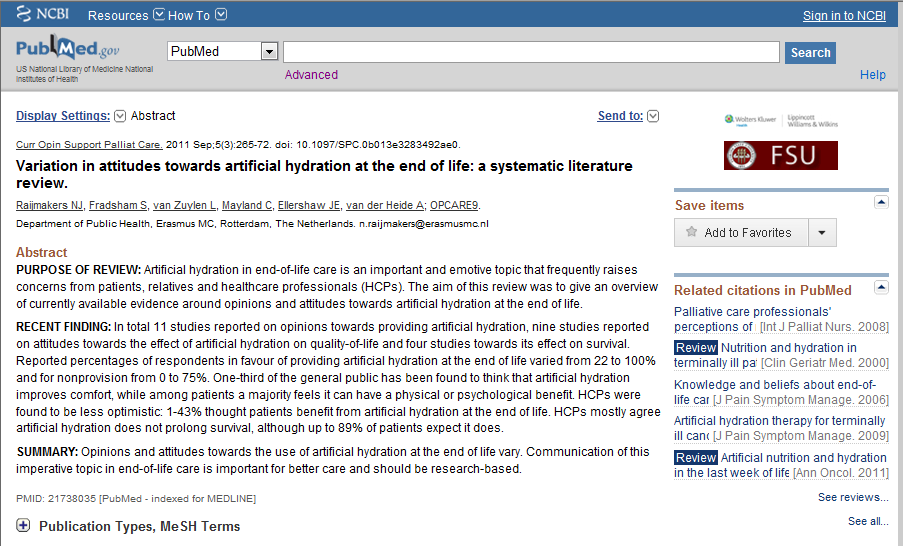 NCBI Resources How To Sign in to NCBI
PubMed.gov PubMed Search
US National Library of Medicine National
Institutes of Health
Advanced Help
Display Settings: Abstract Send to:
Wolters Kluwer Lippincott
Health Williams & Wilkins
FSU
Curr Opin Support Palliat Care. 2011 Sep;5(3):265-72. doi: 10.1097/SPC.0b013e3283492ae0.
Variation in attitudes towards artificial hydration at the end of life: a systematic literature
review.
Raijmakers NJ, Fradsham S, van Zuylen L, Mayland C, Ellershaw JE, van der Heide A; OPCARE9.
Department of Public Health, Erasmus MC, Rotterdam, The Netherlands. n.raijmakers@erasmusmc.nl
Abstract
PURPOSE OF REVIEW: Artificial hydration in end-of-life care is an important and emotive topic that frequently raises
concerns from patients, relatives and healthcare professionals (HCPs). The aim of this review was to give an overview
of currently available evidence around opinions and attitudes towards artificial hydration at the end of life.
RECENT FINDING: In total 11 studies reported on opinions towards providing artificial hydration, nine studies reported
on attitudes towards the effect of artificial hydration on quality-of-life and four studies towards its effect on survival.
Reported percentages of respondents in favour of providing artificial hydration at the end of life varied from 22 to 100%
and for nonprovision from 0 to 75%. One-third of the general public has been found to think that artificial hydration
improves comfort, while among patients a majority feels it can have a physical or psychological benefit. HCPs were
found to be less optimistic: 1-43% thought patients benefit from artificial hydration at the end of life. HCPs mostly agree
artificial hydration does not prolong survival, although up to 89% of patients expect it does.
SUMMARY: Opinions and attitudes towards the use of artificial hydration at the end of life vary. Communication of this
imperative topic in end-of-life care is important for better care and should be research-based.
PMID: 21738035 [PubMed - indexed for MEDLINE]
Publication Types, MeSH Terms
Save items
Add to Favorites
Related citations in PubMed
Palliative care professionals'
perceptions of [Int J Palliat Nurs. 2008]
Review Nutrition and hydration in
terminally ill pa [Clin Geriatr Med. 2000]
Knowledge and beliefs about end-of-
life car [J Pain Symptom Manage. 2006]
Artificial hydration therapy for terminally
ill canc [J Pain Symptom Manage. 2009]
Review Artificial nutrition and hydration
in the last week of life [Ann Oncol. 2011]
See reviews...
See all...